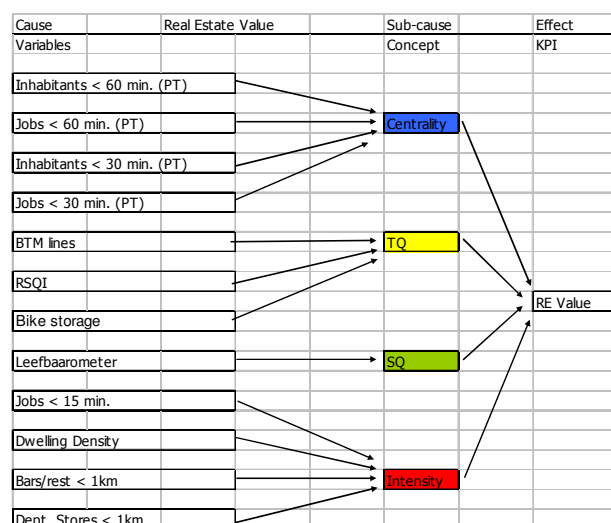 Cause Real Estate Value Sub-cause Effect
Variables Concept KPI
Inhabitants < 60 min. (PT)
Jobs < 60 min. (PT) Centrality
Inhabitants < 30 min. (PT)
Jobs < 30 min. (PT)
BTM lines TQ
RSQI
RE Value
Bike storage
Leefbaarometer SQ
Jobs < 15 min.
Dwelling Density
Bars/rest < 1km Intensity
Dept. Stores < 1km